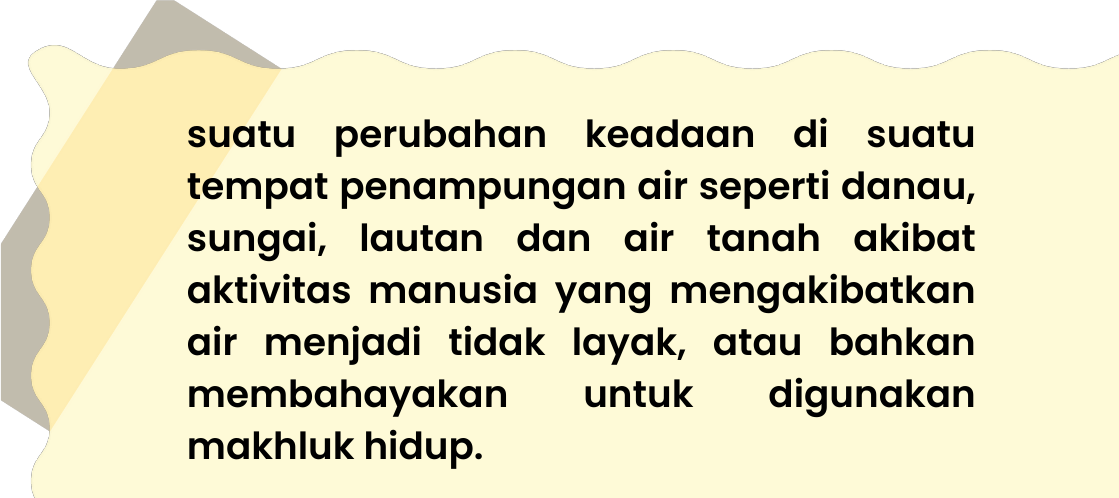 suatu perubahan keadaan di suatu
tempat penampungan air seperti danau,
sungai, lautan dan air tanah akibat
aktivitas manusia yang mengakibatkan
air menjadi tidak layak, atau bahkan
membahayakan untuk digunakan
makhluk hidup.